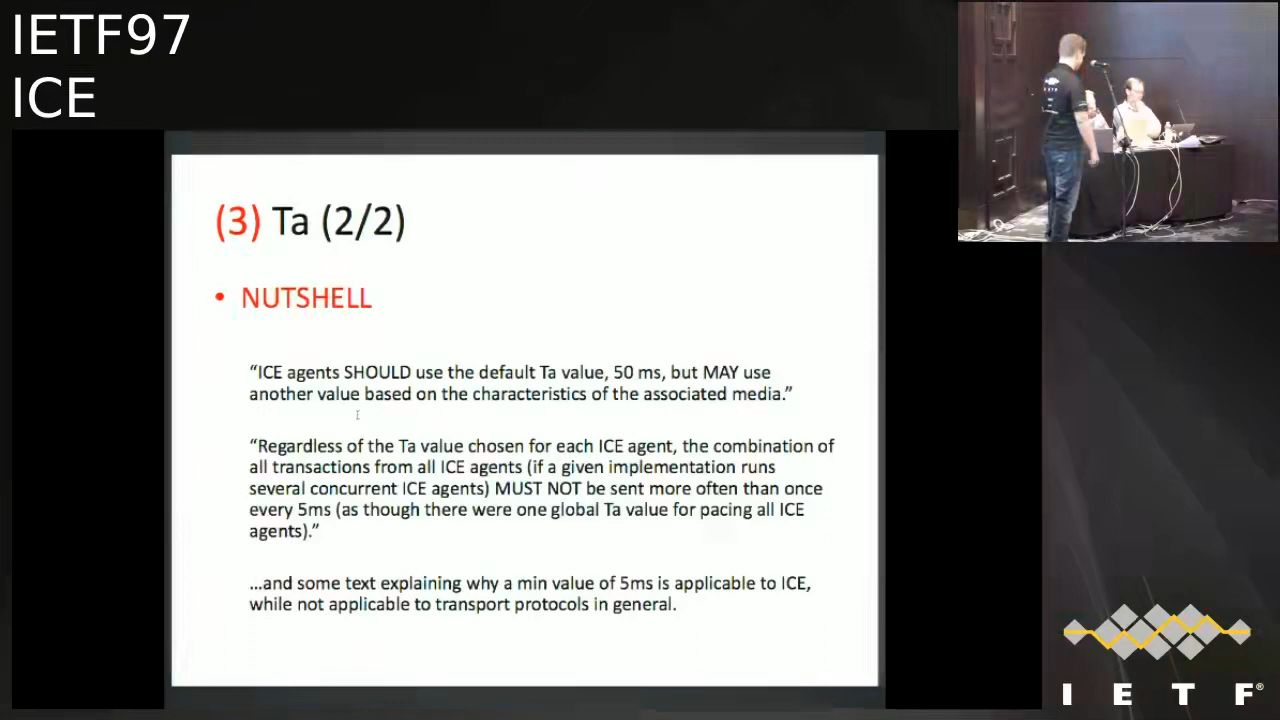 IETF97
ICE
(3) Ta (2/2)
• NUTSHELL
“ICE agents SHOULD use the default Ta value, 50 ms, but MAY use
another value based on the characteristics of the associated media.”
“Regardless of the Ta value chosen for each ICE agent, the combination of
all transactions from all ICE agents (if a given implementation runs
several concurrent ICE agents) MUST NOT be sent more often than once
every 5ms (as though there were one global Ta value for pacing all ICE
agents).”
…and some text explaining why a min value of 5ms is applicable to ICE,
while not applicable to transport protocols in general.
I E T F®